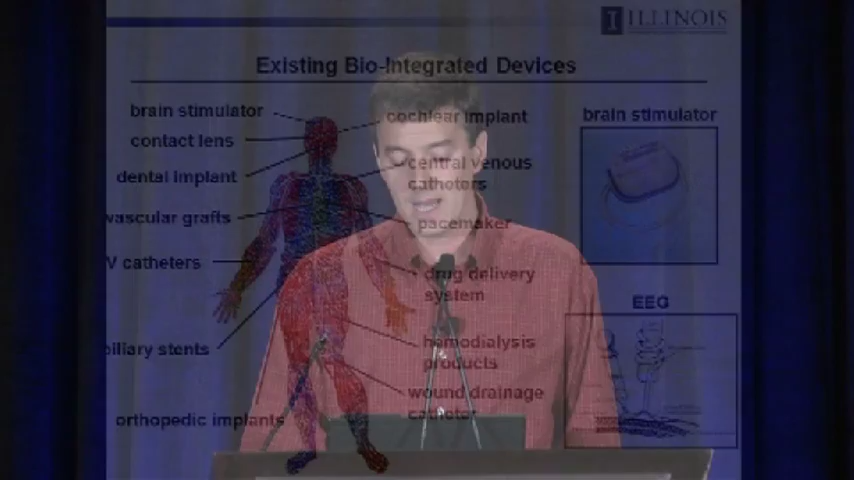 ILLINOIS
Existing Bio-Integrated Devices
brain stimulator
contact lens
dental implant
vascular grafts
V catheters
biliary stents
orthopedic implants
cochlear implant
central venous
catheters
pacemaker
drug delivery
system
hemodialysis
products
wound drainage
catheter
brain stimulator
EEG